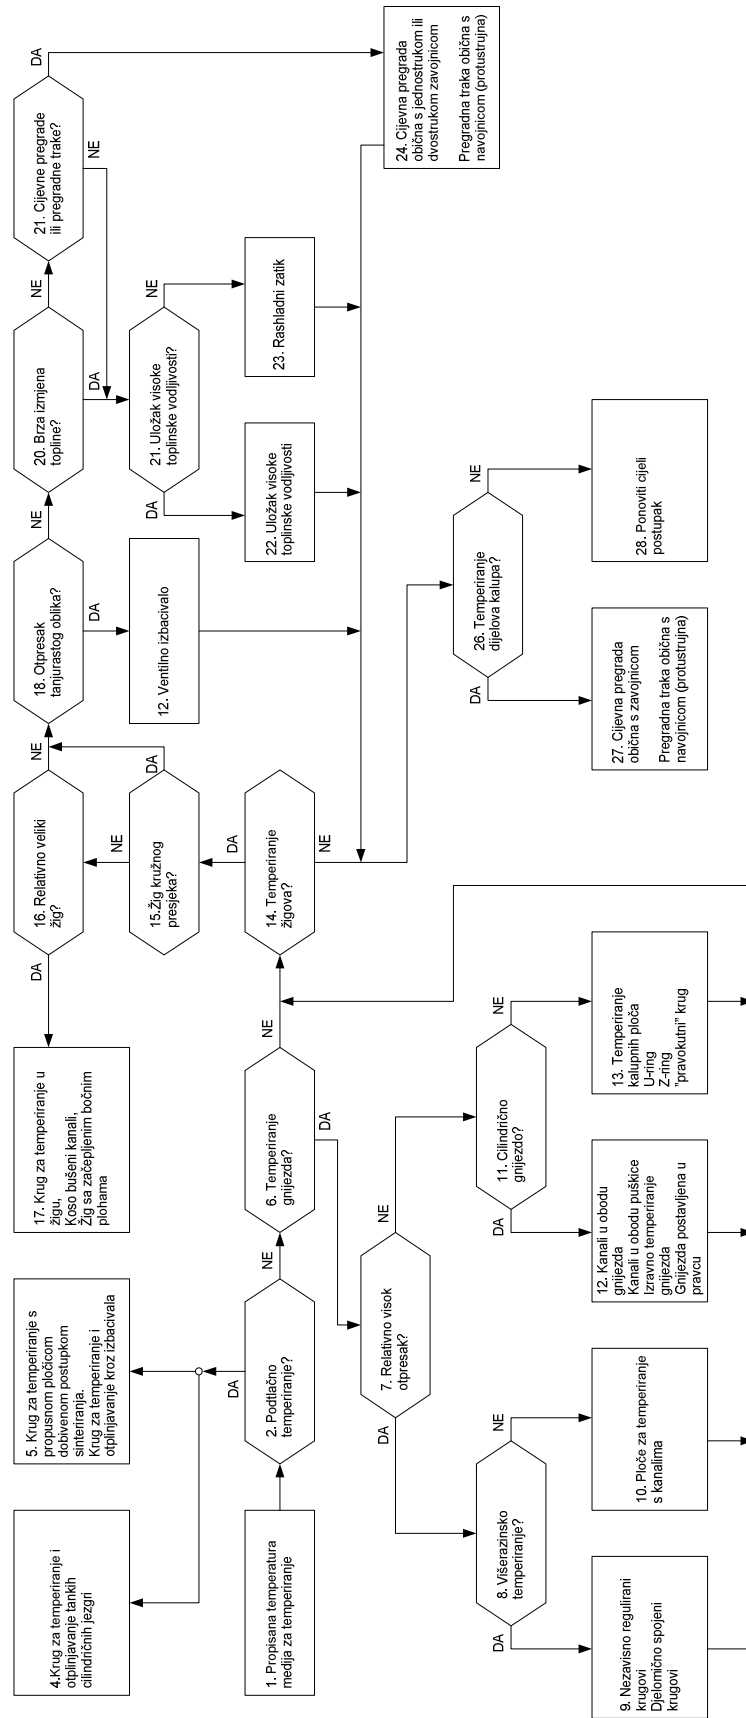 1. Propisana temperatura
medija za temperiranje
2. Podtlačno
temperiranje?
DA
NE
4.Krug za temperiranje i
otplinjavanje tankih
cilindričnih jezgri
5. Krug za temperiranje s
propusnom pločicom
dobivenom postupkom
sinteriranja.
Krug za temperiranje i
otplinjavanje kroz izbacivala
6. Temperiranje
gnijezda?
DA
NE
7. Relativno visok
otpresak?
DA
NE
8. Višerazinsko
temperiranje?
DA
NE
9. Nezavisno regulirani
krugovi
Djelomično spojeni
krugovi
10. Ploče za temperiranje
s kanalima
11. Cilindrično
gnijezdo?
DA
NE
12. Kanali u obodu
gnijezda
Kanali u obodu puškice
Izravno temperiranje
gnijezda
Gnijezda postavljena u
pravcu
13. Temperiranje
kalupnih ploča
U-ring
Z-ring
”pravokutni” krug
14. Temperiranje
žigova?
DA
NE
15.Žig kružnog
presjeka?
NE
DA
16. Relativno veliki
žig?
DA
NE
17. Krug za temperiranje u
žigu,
Koso bušeni kanali,
Žig sa začepljenim bočnim
plohama
18. Otpresak
tanjurastog oblika?
DA
NE
12. Ventilno izbacivalo
20. Brza izmjena
topline?
DA
NE
21. Cijevne pregrade
ili pregradne trake?
NE
DA
21. Uložak visoke
toplinske vodljivosti?
DA
NE
22. Uložak visoke
toplinske vodljivosti
23. Rashladni zatik
24. Cijevna pregrada
obična s jednostrukom ili
dvostrukom zavojnicom
Pregradna traka obična s
navojnicom (protustrujna)
26. Temperiranje
dijelova kalupa?
DA
NE
27. Cijevna pregrada
obična s zavojnicom
Pregradna traka obična s
navojnicom (protustrujna)
28. Ponoviti cijeli
postupak